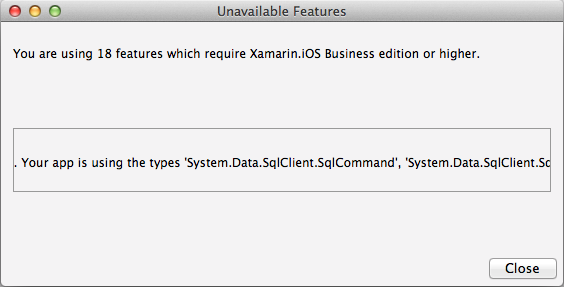 Unavailable Features
You are using 18 features which require Xamarin.iOS Business edition or higher.
. Your app is using the types 'System.Data.SqlClient.SqlCommand', 'System.Data.SqlClient.Sq
Close